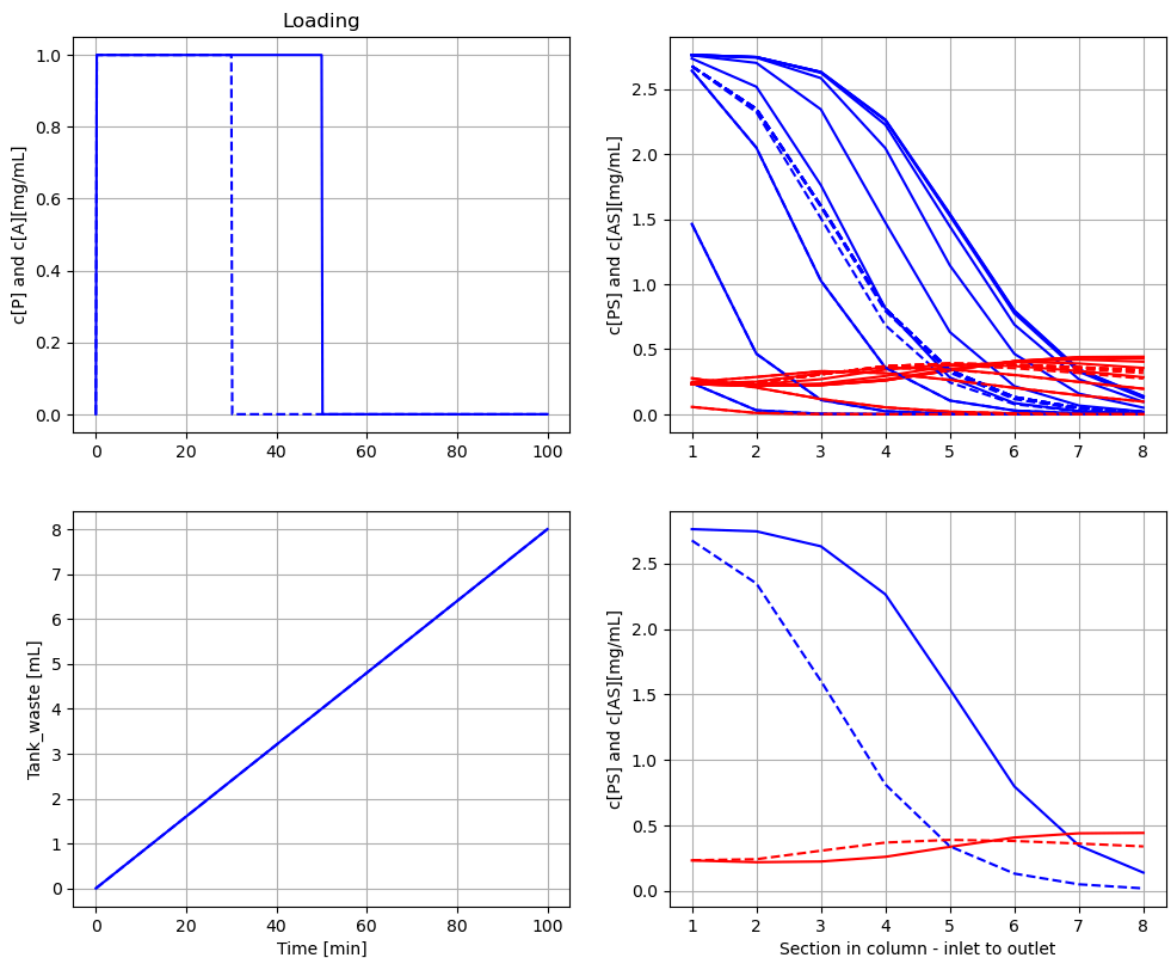 Loading
c[P] and c[A][mg/mL]
1.0
0.8
0.6
0.4
0.2
0.0
0 20 40 60 80 100
c[PS] and c[AS][mg/mL]
2.5
2.0
1.5
1.0
0.5
0.0
1 2 3 4 5 6 7 8
Tank_waste [mL]
8
7
6
5
4
3
2
1
0
0 20 40 60 80 100
Time [min]
c[PS] and c[AS][mg/mL]
2.5
2.0
1.5
1.0
0.5
0.0
1 2 3 4 5 6 7 8
Section in column - inlet to outlet